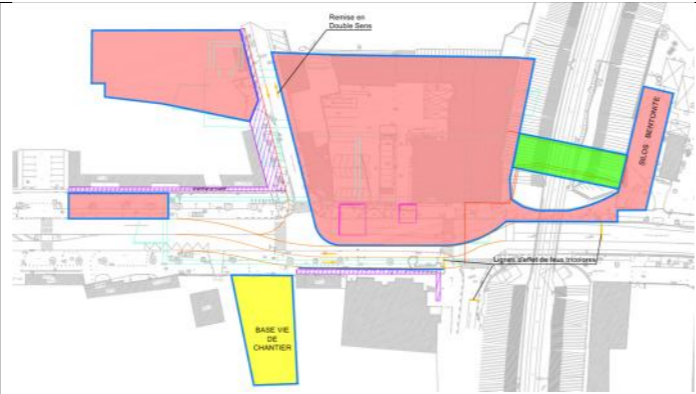 Remise en
Double Sens
SILOS BENTONITE
Lignes d'effet de feux tricolores
BASE VIE
DE
CHANTIER